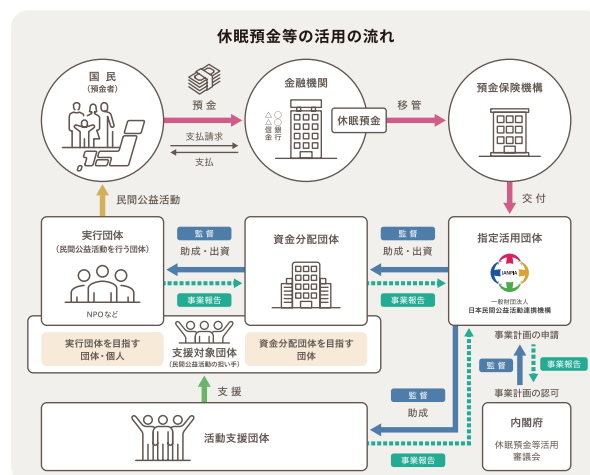 休眠預金等の活用の流れ
国民
(預金者)
預金
支払請求
支払
金融機関
△△信金
〇〇銀行
休眠預金
移管
預金保険機構
交付
民間公益活動
実行団体
(民間公益活動を行う団体)
NPOなど
監督
助成・出資
事業報告
資金分配団体
監督
助成・出資
事業報告
指定活用団体
JANPIA
一般財団法人
日本民間公益活動連携機構
実行団体を目指す
団体・個人
支援対象団体
(民間公益活動の担い手)
資金分配団体を目指す
団体
事業計画の申請
監督
事業報告
事業計画の認可
支援
監督
助成
活動支援団体
事業報告
内閣府
休眠預金等活用
審議会